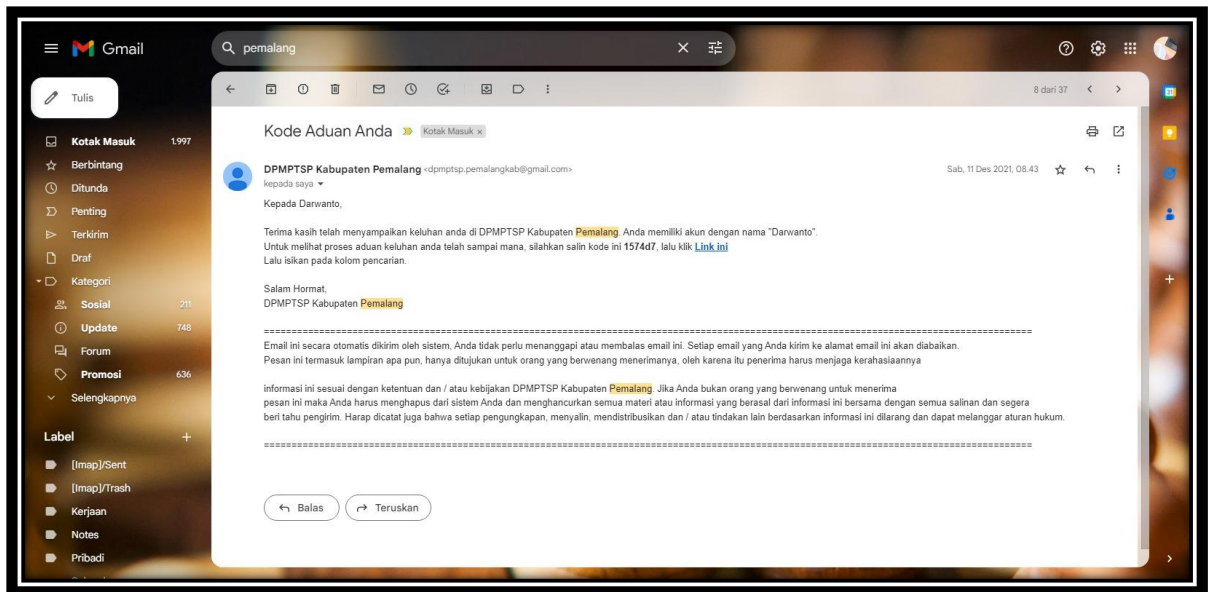 Gmail
pemalang
Tulis
8 dari 37
Kotak Masuk 1.997
Berbintang
Ditunda
Penting
Terkirim
Draf
Kategori
Sosial 211
Update 748
Forum
Promosi 636
Selengkapnya
Label
[Imap]/Sent
[Imap]/Trash
Kerjaan
Notes
Pribadi
Kode Aduan Anda Kotak Masuk x
DPMPTSP Kabupaten Pemalang <dpmptsp.pemalangkab@gmail.com> Sab, 11 Des 2021, 08.43
kepada saya
Kepada Darwanto,
Terima kasih telah menyampaikan keluhan anda di DPMPTSP Kabupaten Pemalang. Anda memiliki akun dengan nama "Darwanto".
Untuk melihat proses aduan keluhan anda telah sampai mana, silahkan salin kode ini 1574d7, lalu klik Link ini
Lalu isikan pada kolom pencarian.
Salam Hormat,
DPMPTSP Kabupaten Pemalang
Email ini secara otomatis dikirim oleh sistem, Anda tidak perlu menanggapi atau membalas email ini. Setiap email yang Anda kirim ke alamat email ini akan diabaikan.
Pesan ini termasuk lampiran apa pun, hanya ditujukan untuk orang yang berwenang menerimanya, oleh karena itu penerima harus menjaga kerahasiaannya
informasi ini sesuai dengan ketentuan dan / atau kebijakan DPMPTSP Kabupaten Pemalang. Jika Anda bukan orang yang berwenang untuk menerima
pesan ini maka Anda harus menghapus dari sistem Anda dan menghancurkan semua materi atau informasi yang berasal dari informasi ini bersama dengan semua salinan dan segera
beri tahu pengirim. Harap dicatat juga bahwa setiap pengungkapan, menyalin, mendistribusikan dan / atau tindakan lain berdasarkan informasi ini dilarang dan dapat melanggar aturan hukum.
Balas
Teruskan